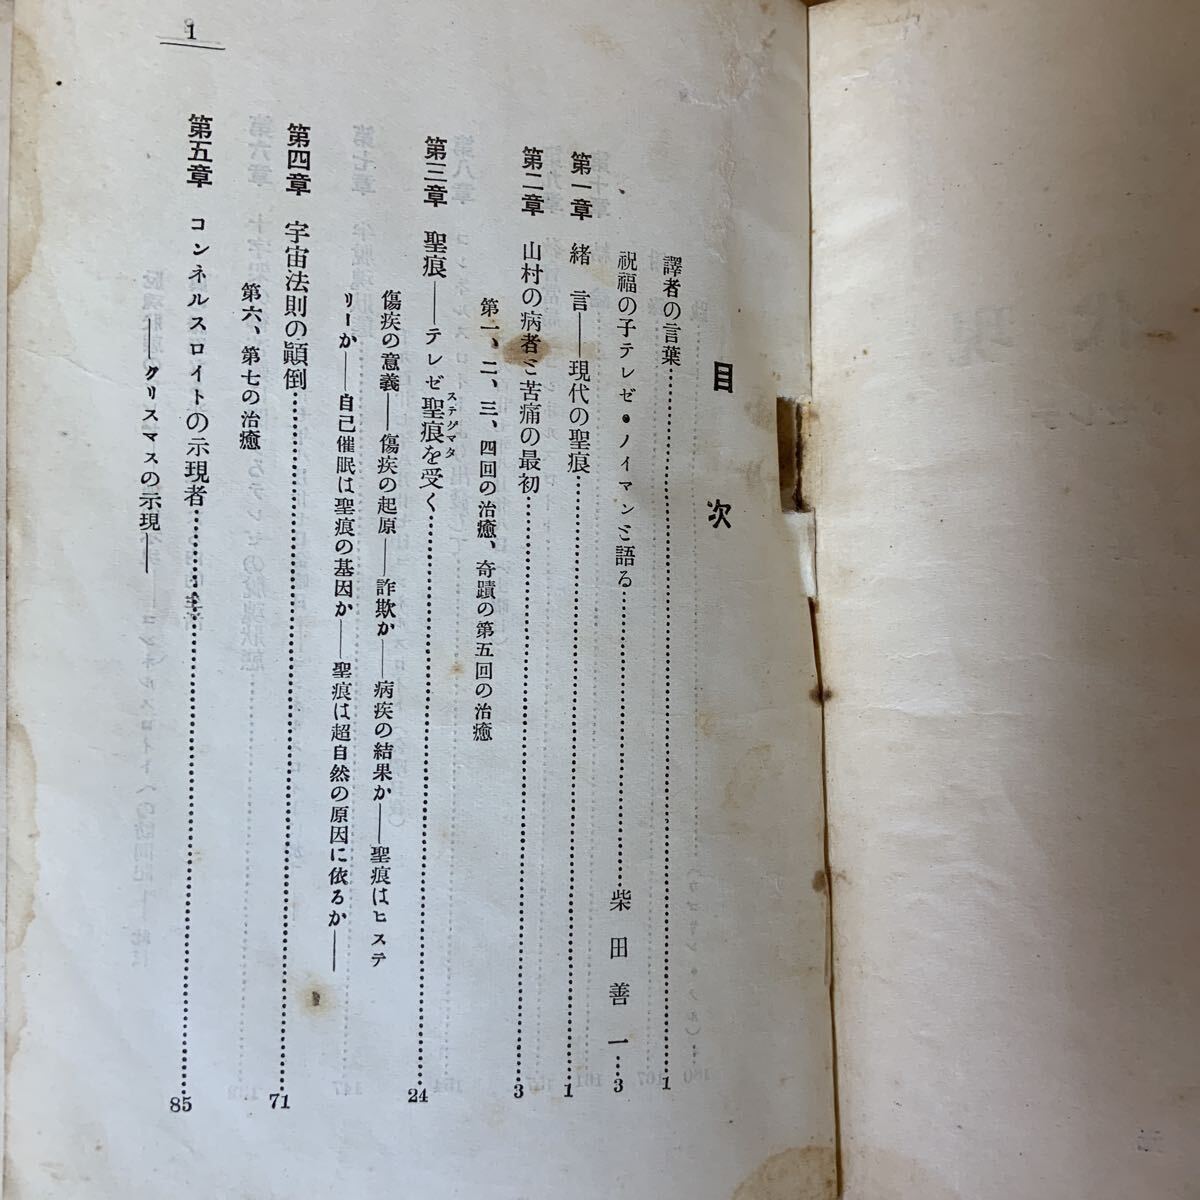 目次
譯者の言葉……1
祝福の子テレゼ・ノイマンと語る……柴田善一…3
第一章 緒言――現代の聖痕……1
第二章 山村の病者と苦痛の最初……3
第一、二、三、四回の治癒、奇蹟の第五回の治癒
第三章 聖痕――テレゼ聖痕を受く……24
ステグマタ
傷疾の意義――傷疾の起原――詐欺か――病疾の結果か――聖痕はヒステ
リーか――自己催眠は聖痕の基因か――聖痕は超自然の原因に依るか――
第四章 宇宙法則の顚倒……71
第六、第七の治癒
第五章 コンネルスロイトの示現者……85
――クリスマスの示現――
1